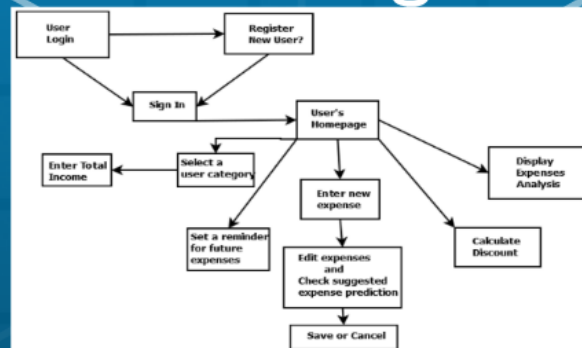 User
Login
Register
New User?
Sign In
User's
Homepage
Enter Total
Income
Select a
user category
Display
Expenses
Analysis
Enter new
expense
Set a reminder
for future
expenses
Calculate
Discount
Edit expenses
and
Check suggested
expense prediction
Save or Cancel